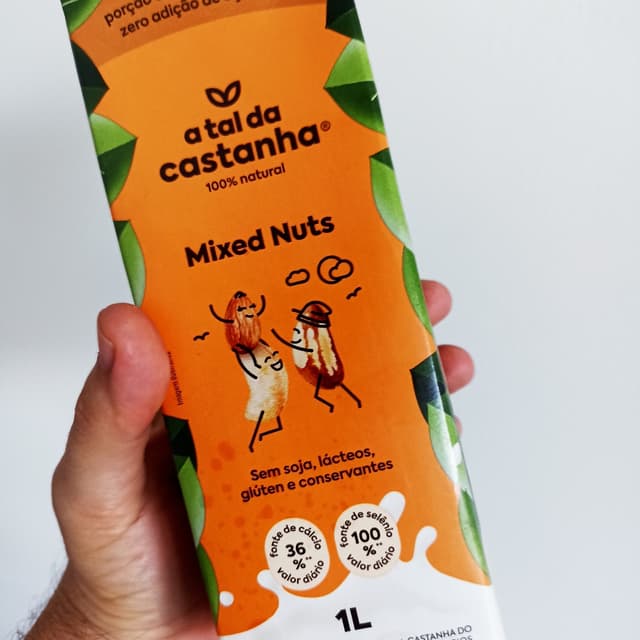 porção
zero adição de
a tal da
castanha®
100% natural
Mixed Nuts
Sem soja, lácteos,
glúten e conservantes
fonte de cálcio
36
%**
valor diário
fonte de selênio
100
%**
valor diário
1L
CASTANHA DO